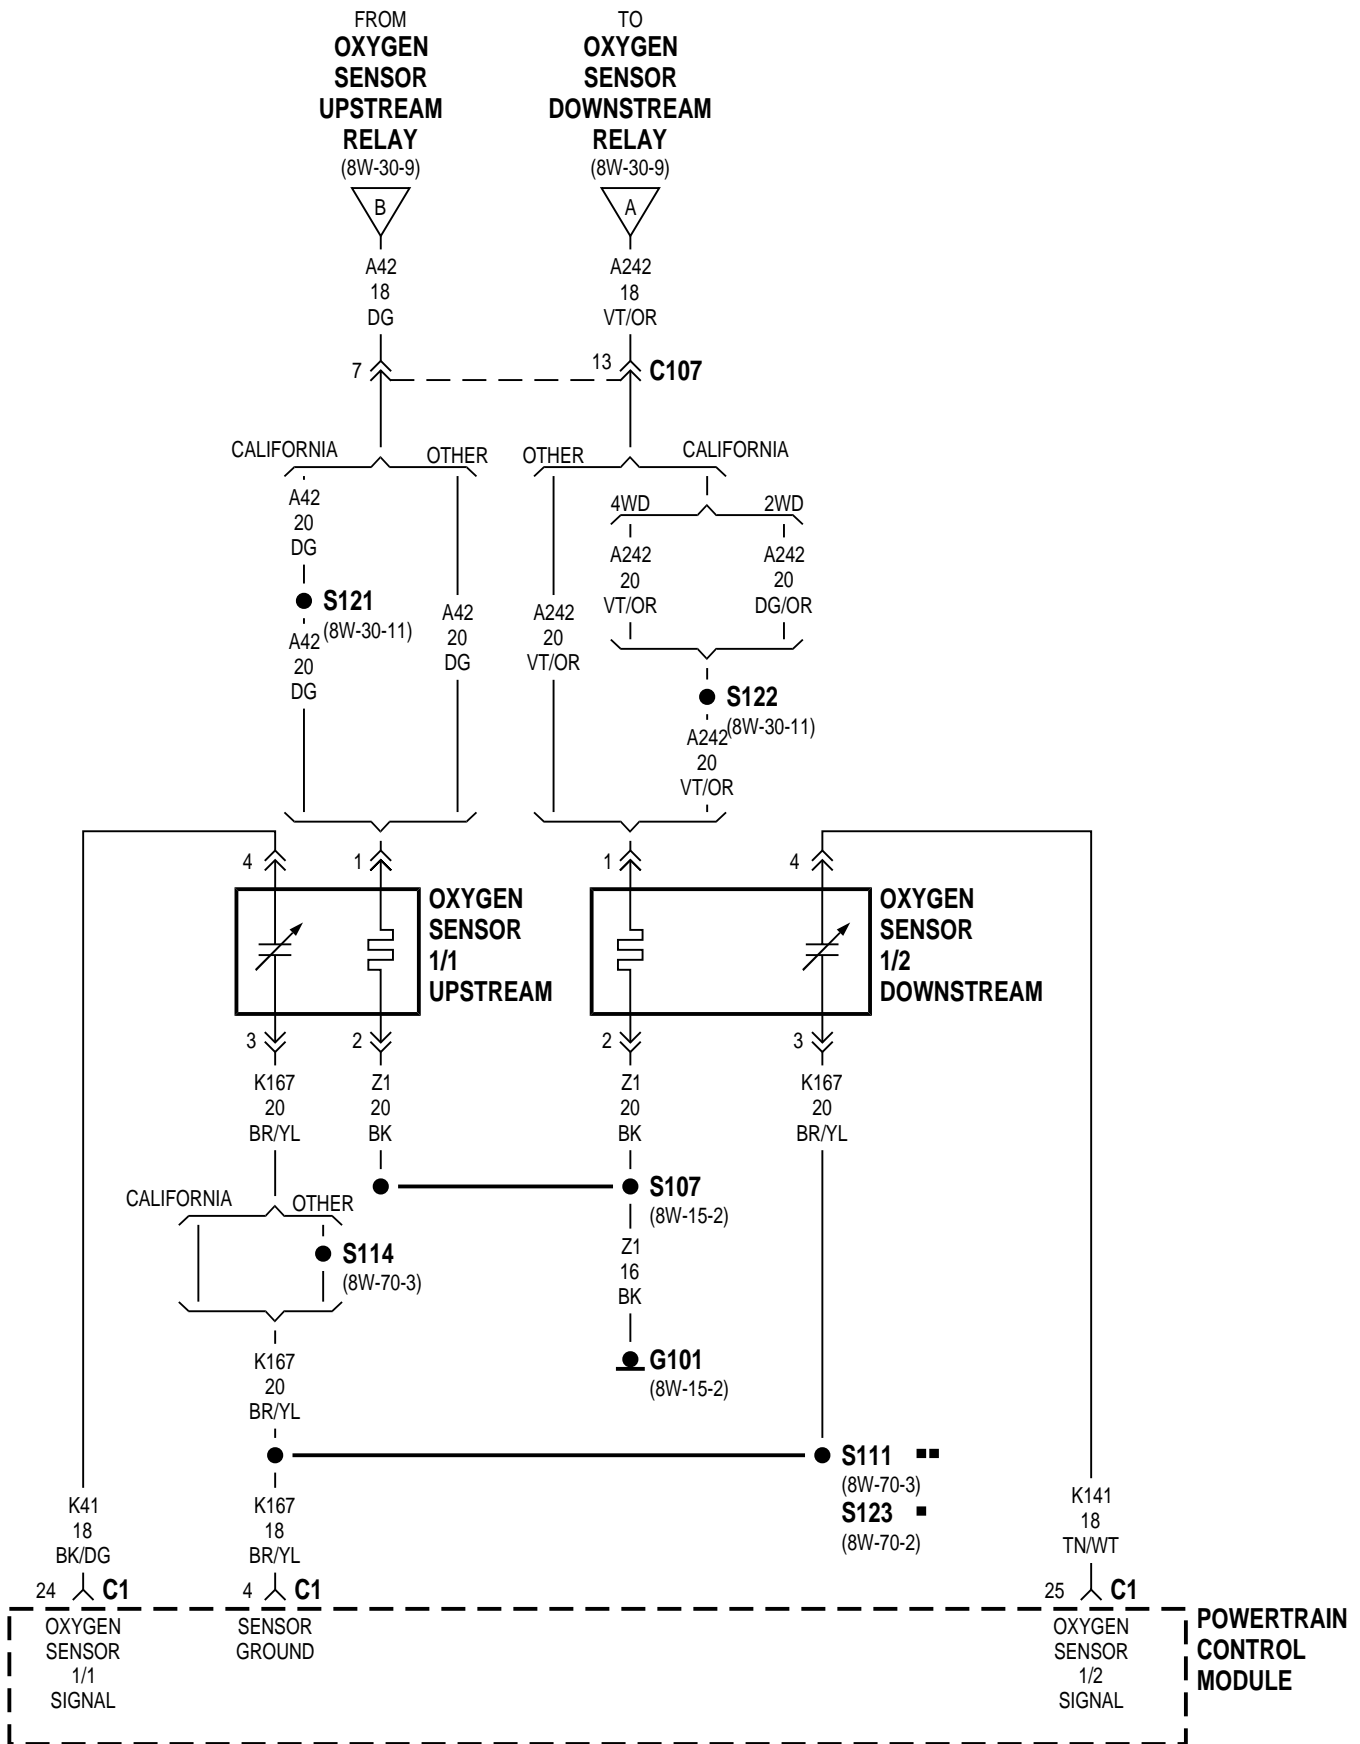 FROM
OXYGEN
SENSOR
UPSTREAM
RELAY
(8W-30-9)
B
TO
OXYGEN
SENSOR
DOWNSTREAM
RELAY
(8W-30-9)
A
A42
18
DG
A242
18
VT/OR
7
13
C107
CALIFORNIA
OTHER
OTHER
CALIFORNIA
4WD
2WD
A42
20
DG
S121
(8W-30-11)
A42
20
DG
A42
20
DG
A242
20
VT/OR
A242
20
VT/OR
A242
20
DG/OR
S122
(8W-30-11)
A242
20
VT/OR
4
1
1
4
OXYGEN
SENSOR
1/1
UPSTREAM
OXYGEN
SENSOR
1/2
DOWNSTREAM
3
2
2
3
K167
20
BR/YL
Z1
20
BK
Z1
20
BK
K167
20
BR/YL
CALIFORNIA
OTHER
S107
(8W-15-2)
S114
(8W-70-3)
Z1
16
BK
G101
(8W-15-2)
K167
20
BR/YL
S111
(8W-70-3)
S123
(8W-70-2)
K41
18
BK/DG
K167
18
BR/YL
K141
18
TN/WT
24
C1
4
C1
25
C1
OXYGEN
SENSOR
1/1
SIGNAL
SENSOR
GROUND
OXYGEN
SENSOR
1/2
SIGNAL
POWERTRAIN
CONTROL
MODULE